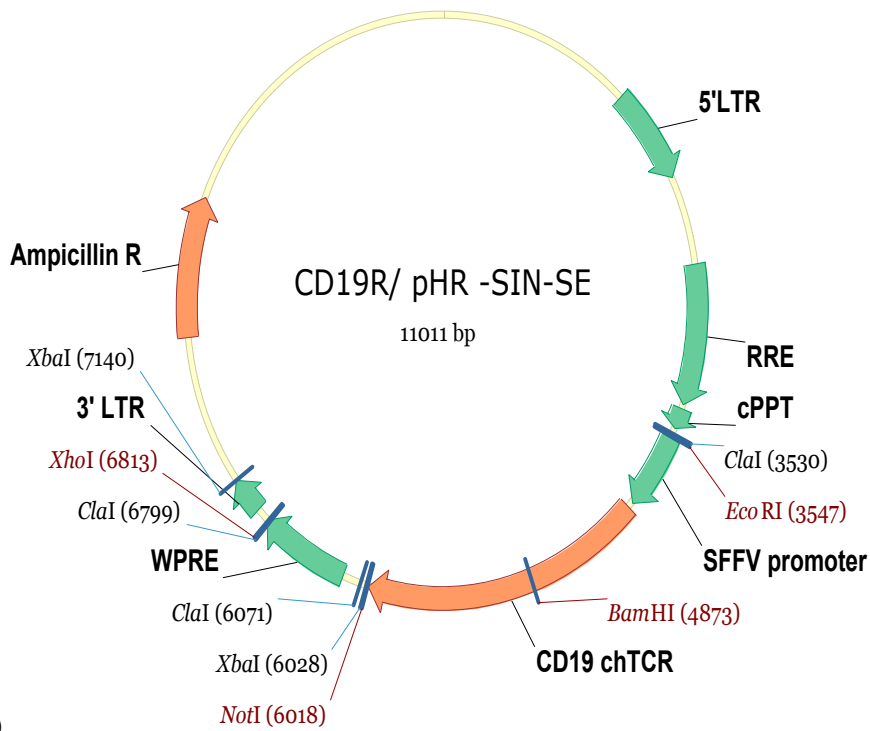 5'LTR
Ampicillin R
CD19R/ pHR -SIN-SE
11011 bp
RRE
XbaI (7140)
cPPT
3' LTR
ClaI (3530)
XhoI (6813)
EcoRI (3547)
ClaI (6799)
WPRE
SFFV promoter
ClaI (6071)
BamHI (4873)
XbaI (6028)
CD19 chTCR
NotI (6018)